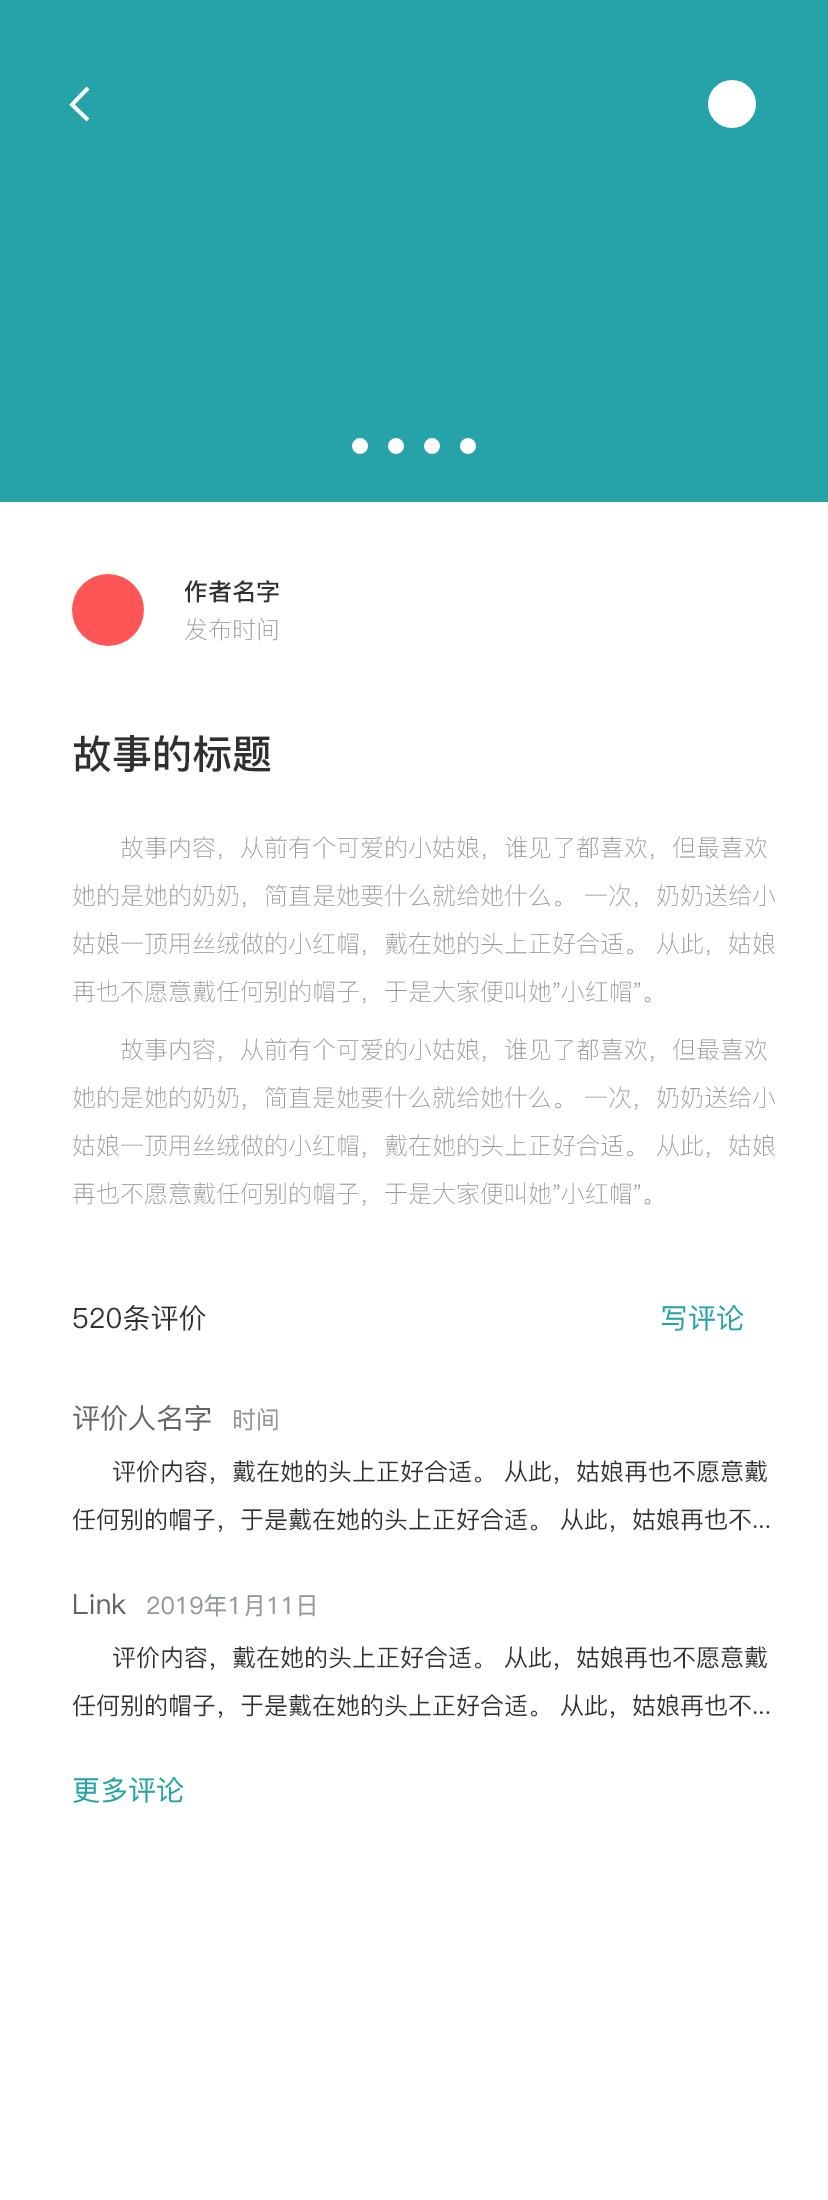 作者名字
发布时间
故事的标题
故事内容，从前有个可爱的小姑娘，谁见了都喜欢，但最喜欢
她的是她的奶奶，简直是她要什么就给她什么。 一次，奶奶送给小
姑娘一顶用丝绒做的小红帽，戴在她的头上正好合适。 从此，姑娘
再也不愿意戴任何别的帽子，于是大家便叫她”小红帽”。
故事内容，从前有个可爱的小姑娘，谁见了都喜欢，但最喜欢
她的是她的奶奶，简直是她要什么就给她什么。 一次，奶奶送给小
姑娘一顶用丝绒做的小红帽，戴在她的头上正好合适。 从此，姑娘
再也不愿意戴任何别的帽子，于是大家便叫她”小红帽”。
520条评价 写评论
评价人名字 时间
评价内容，戴在她的头上正好合适。 从此，姑娘再也不愿意戴
任何别的帽子，于是戴在她的头上正好合适。 从此，姑娘再也不...
Link 2019年1月11日
评价内容，戴在她的头上正好合适。 从此，姑娘再也不愿意戴
任何别的帽子，于是戴在她的头上正好合适。 从此，姑娘再也不...
更多评论